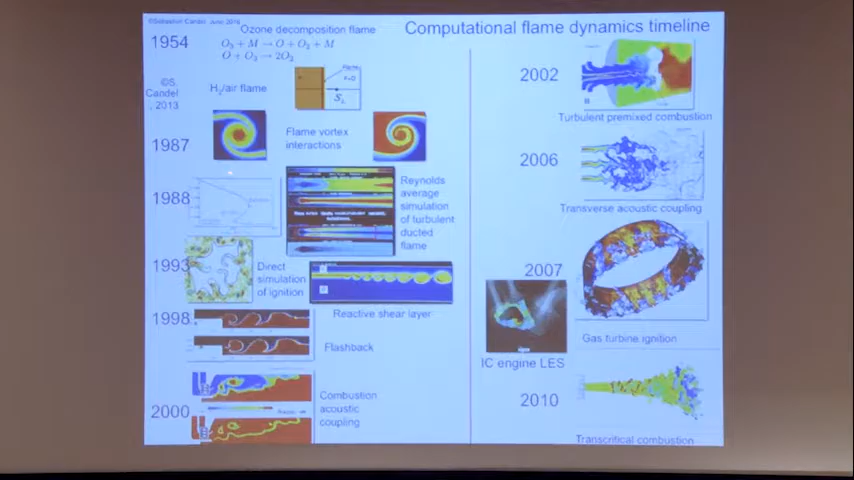 ©Sebastien Candel, June 2019
Computational flame dynamics timeline
1954
Ozone decomposition flame
O₃ + M → O + O₂ + M
O + O₃ → 2O₂
©S.
Candel
, 2013
H₂/air flame
Flame
S_L
1987
Flame vortex
interactions
1988
Reynolds
average
simulation
of turbulent
ducted
flame
1993
Direct
simulation
of ignition
Reactive shear layer
1998
Flashback
2000
Combustion
acoustic
coupling
2002
Turbulent premixed combustion
2006
Transverse acoustic coupling
2007
Gas turbine ignition
IC engine LES
2010
Transcritical combustion